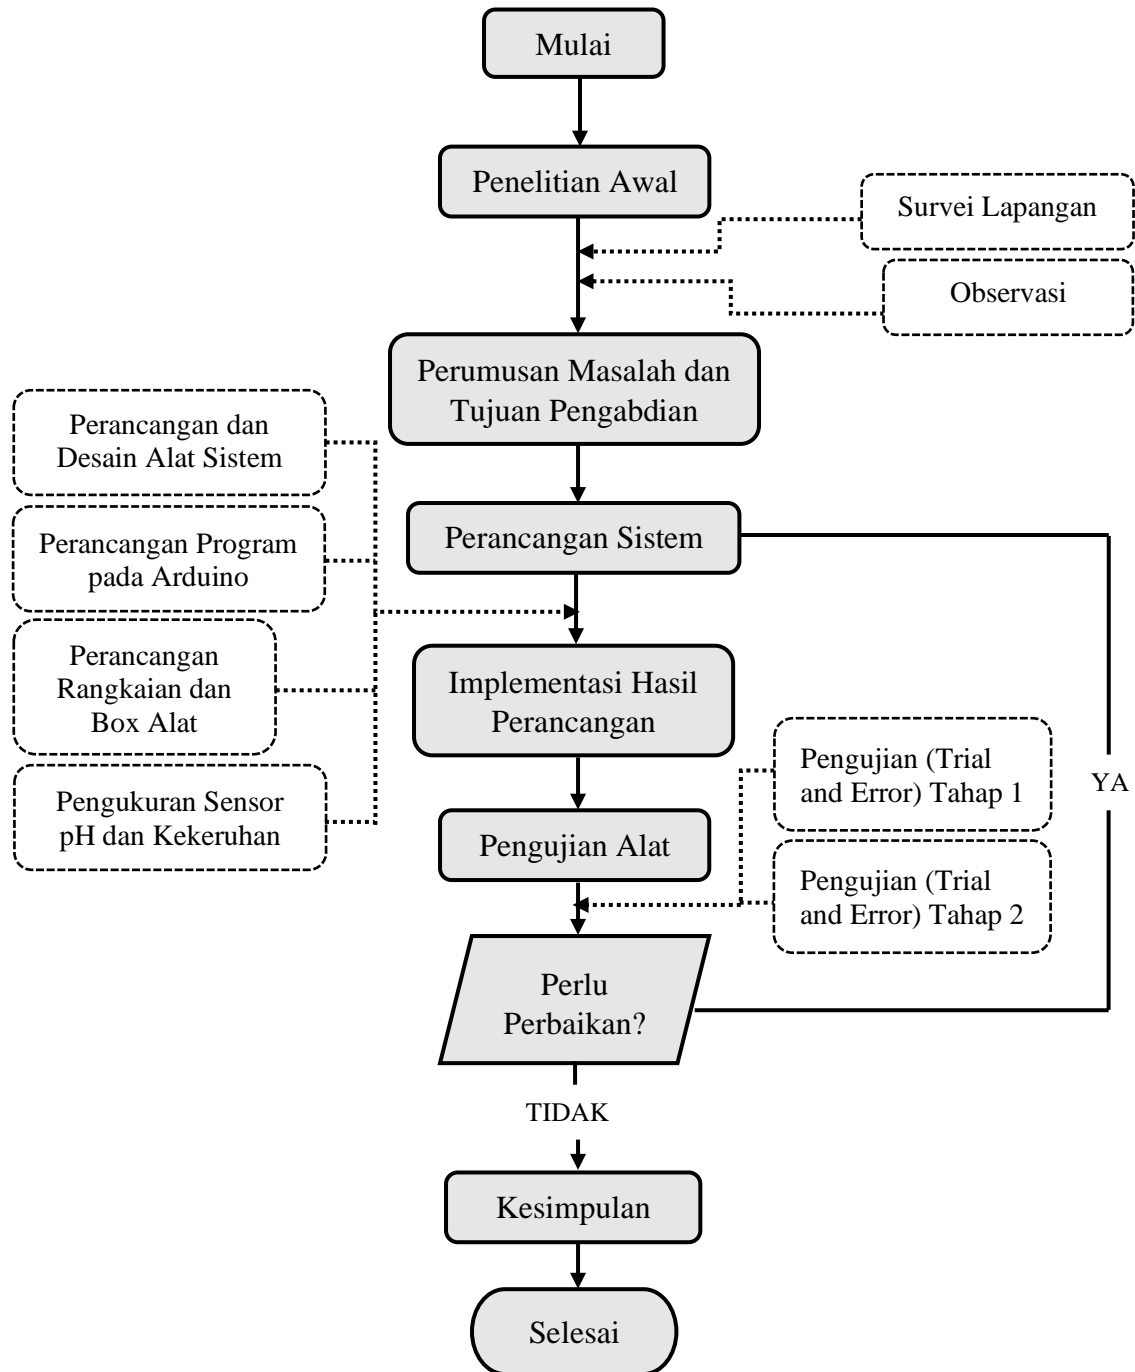 Mulai
Penelitian Awal
Survei Lapangan
Observasi
Perumusan Masalah dan
Tujuan Pengabdian
Perancangan dan
Desain Alat Sistem
Perancangan Sistem
Perancangan Program
pada Arduino
Perancangan
Rangkaian dan
Box Alat
Implementasi Hasil
Perancangan
Pengujian (Trial
and Error) Tahap 1
YA
Pengukuran Sensor
pH dan Kekeruhan
Pengujian Alat
Pengujian (Trial
and Error) Tahap 2
Perlu
Perbaikan?
TIDAK
Kesimpulan
Selesai